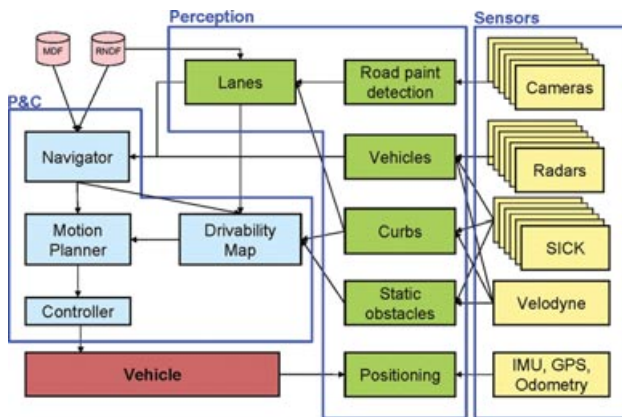 Perception
Sensors
MDF
RNDF
Lanes
Road paint
detection
Cameras
P&C
Navigator
Vehicles
Radars
Motion
Planner
Drivability
Map
Curbs
SICK
Controller
Static
obstacles
Velodyne
Vehicle
Positioning
IMU, GPS,
Odometry